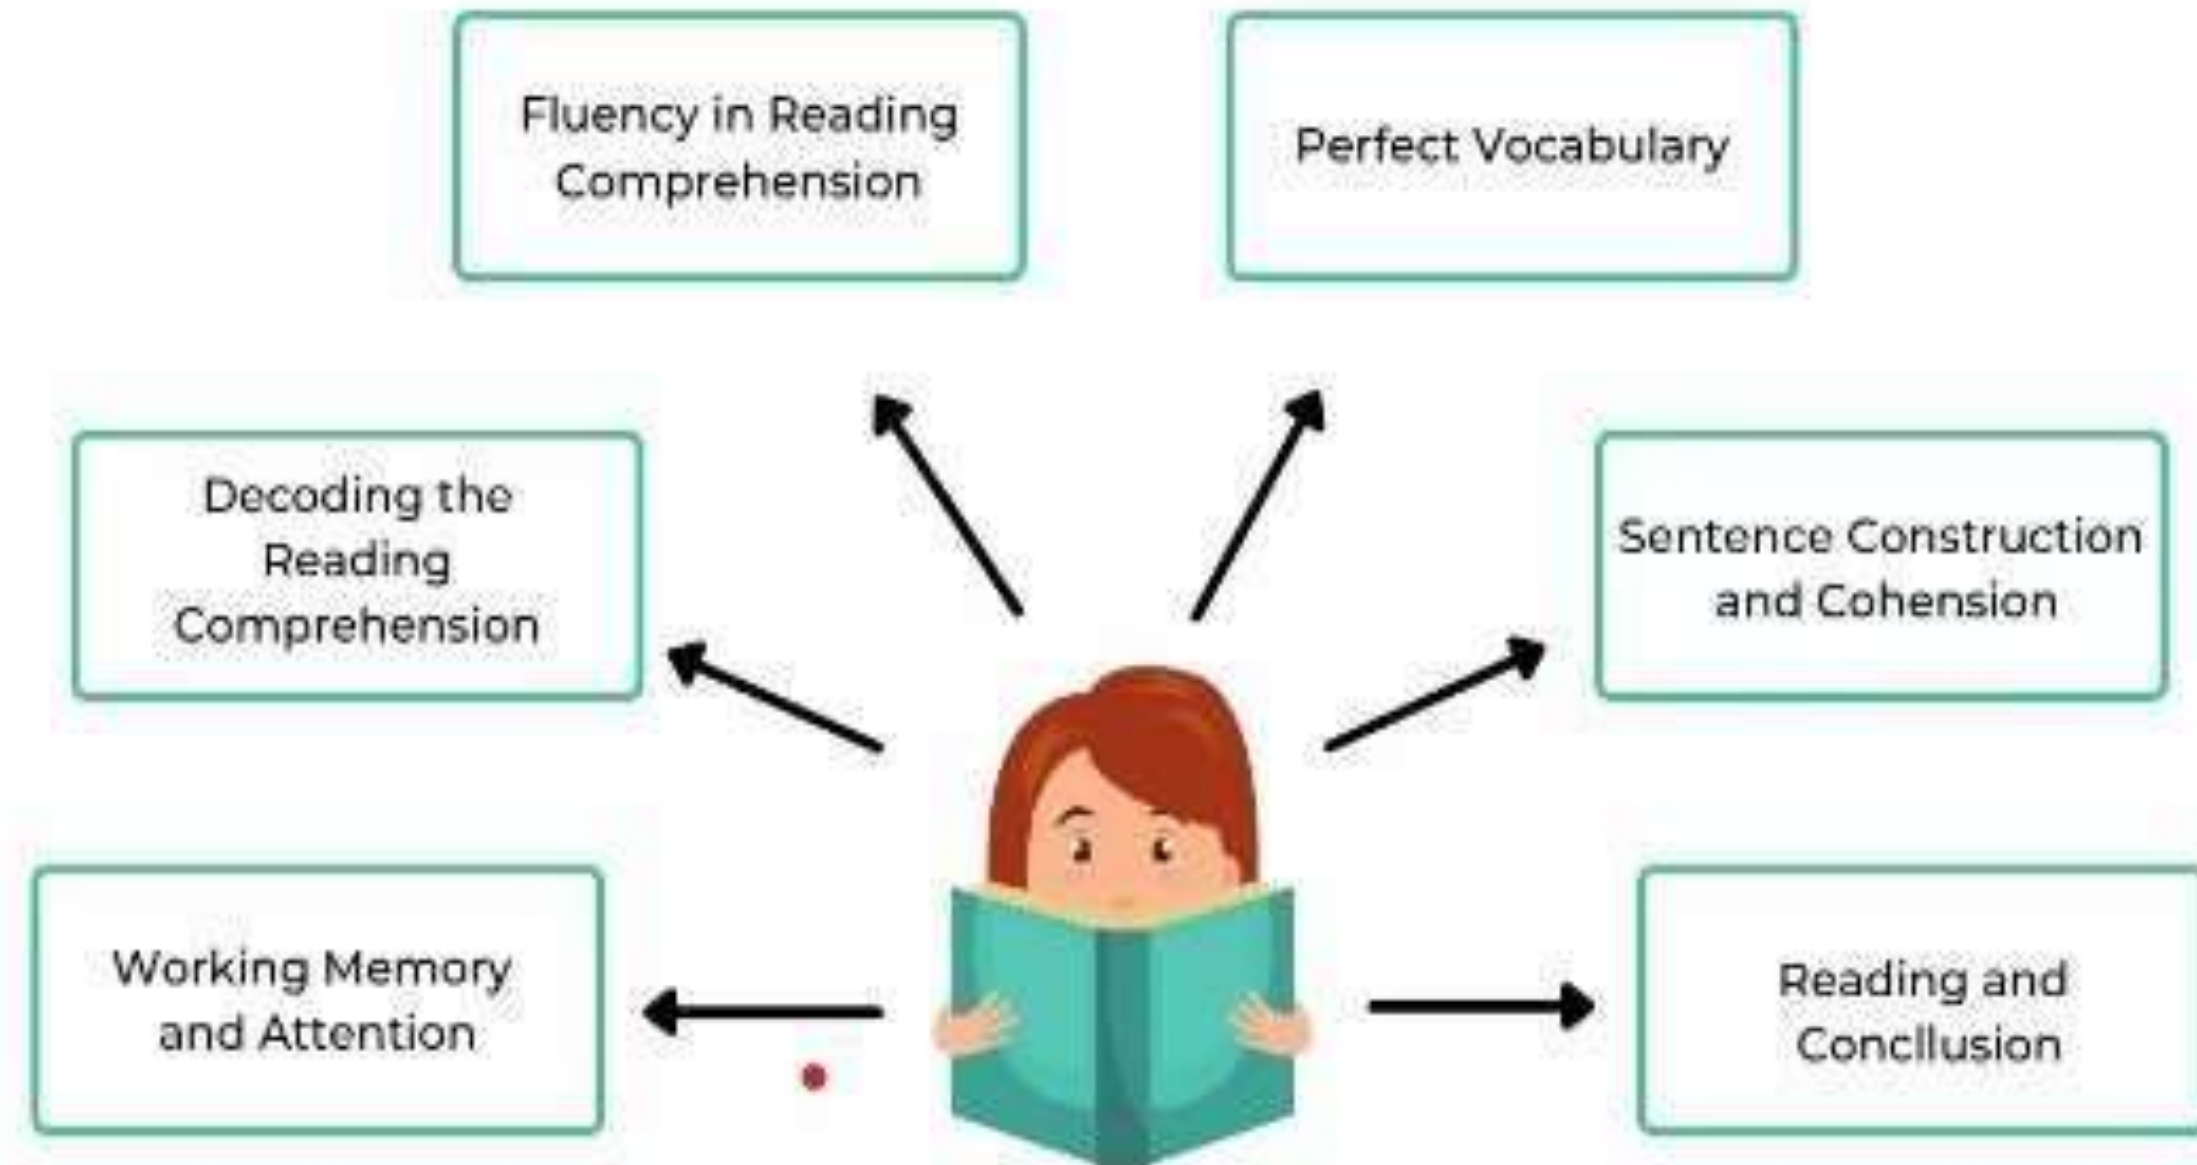 Fluency in Reading
Comprehension
Perfect Vocabulary
Decoding the
Reading
Comprehension
Sentence Construction
and Cohension
Working Memory
and Attention
Reading and
Concllusion